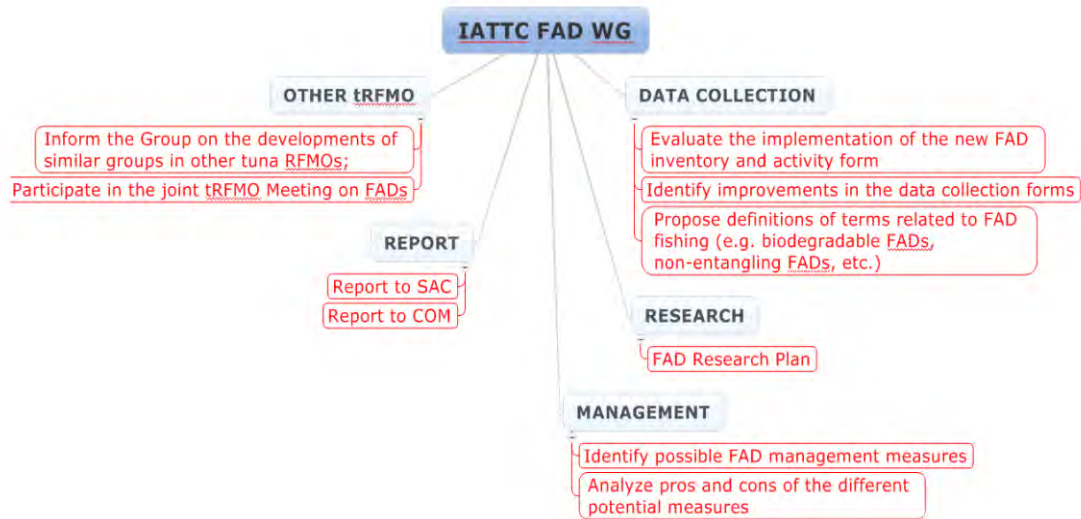 IATTC FAD WG
OTHER tRFMO
Inform the Group on the developments of
similar groups in other tuna RFMOs;
Participate in the joint tRFMO Meeting on FADs
REPORT
Report to SAC
Report to COM
DATA COLLECTION
Evaluate the implementation of the new FAD
inventory and activity form
Identify improvements in the data collection forms
Propose definitions of terms related to FAD
fishing (e.g. biodegradable FADs,
non-entangling FADs, etc.)
RESEARCH
FAD Research Plan
MANAGEMENT
Identify possible FAD management measures
Analyze pros and cons of the different
potential measures